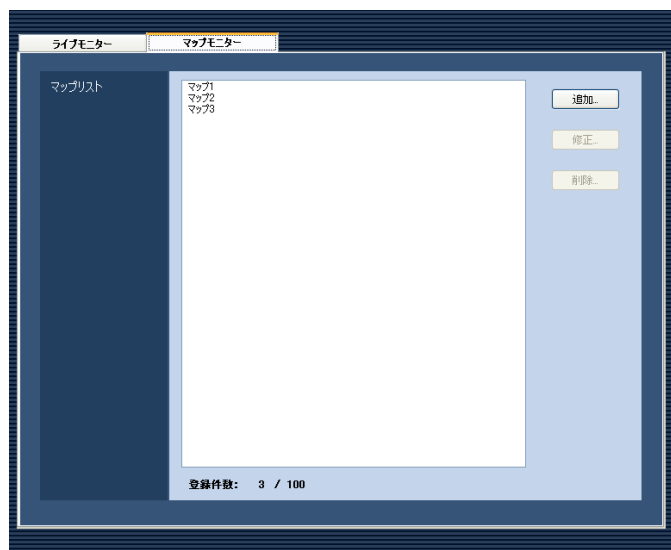 ライブモニター マップモニター
マップリスト
マップ1
マップ2
マップ3
追加...
修正...
削除...
登録件数: 3 / 100